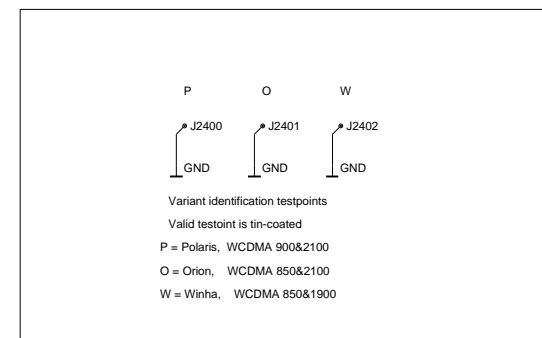 P O W
J2400 J2401 J2402
GND GND GND
Variant identification testpoints
Valid testoint is tin-coated
P = Polaris, WCDMA 900&2100
O = Orion, WCDMA 850&2100
W = Winha, WCDMA 850&1900